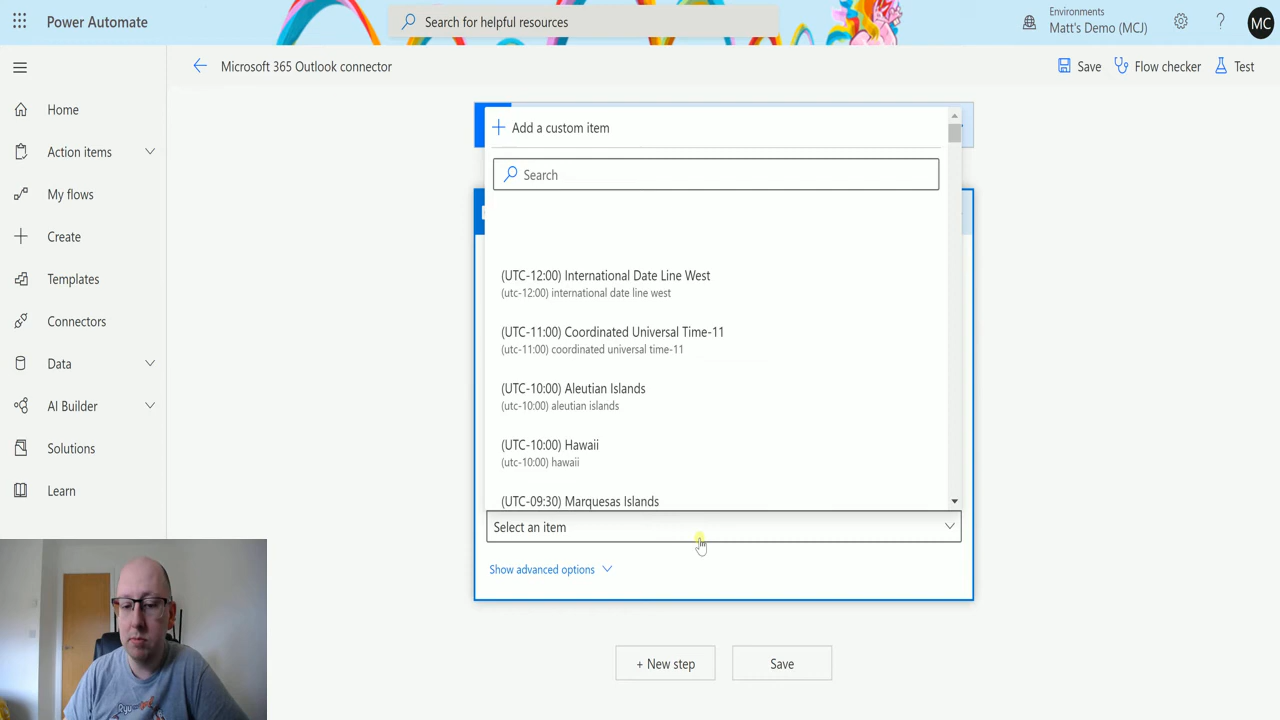 Power Automate
Search for helpful resources
Environments
Matt's Demo (MCJ)
MC
Microsoft 365 Outlook connector
Save
Flow checker
Test
Home
Action items
My flows
Create
Templates
Connectors
Data
AI Builder
Solutions
Learn
Add a custom item
Search
(UTC-12:00) International Date Line West
(utc-12:00) international date line west
(UTC-11:00) Coordinated Universal Time-11
(utc-11:00) coordinated universal time-11
(UTC-10:00) Aleutian Islands
(utc-10:00) aleutian islands
(UTC-10:00) Hawaii
(utc-10:00) hawaii
(UTC-09:30) Marquesas Islands
Select an item
Show advanced options
+ New step
Save
Ryu